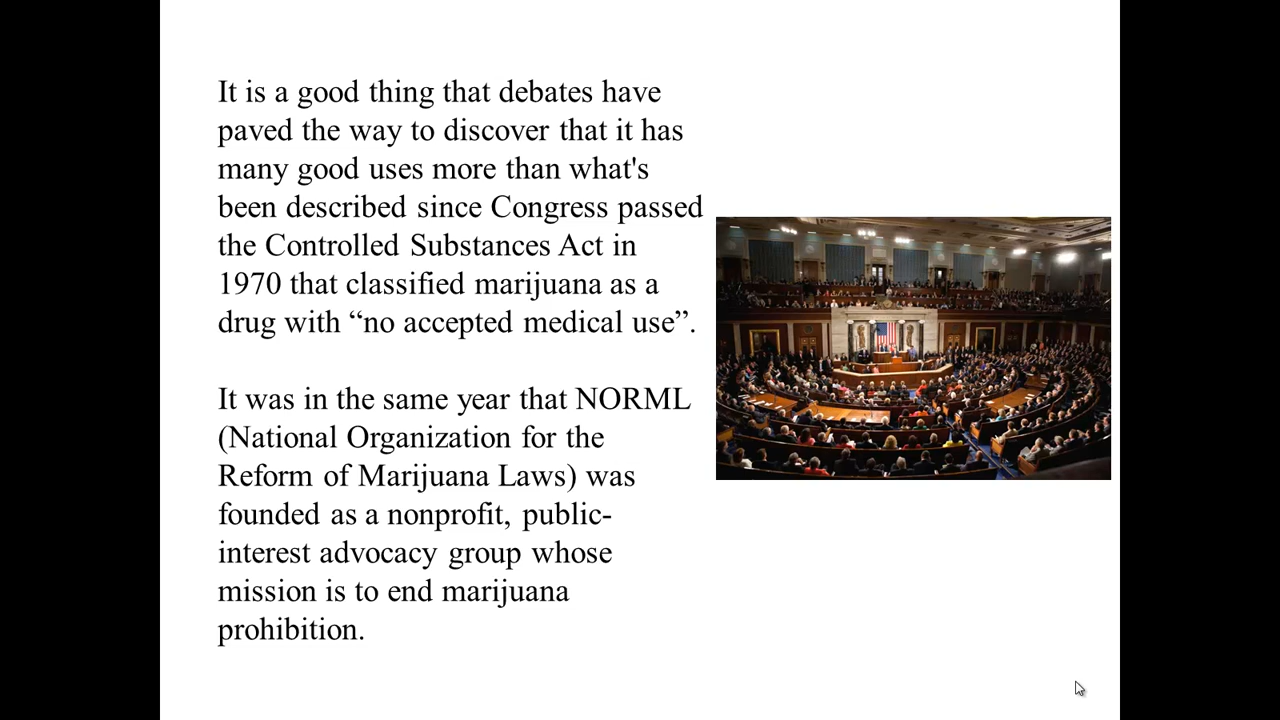 It is a good thing that debates have
paved the way to discover that it has
many good uses more than what's
been described since Congress passed
the Controlled Substances Act in
1970 that classified marijuana as a
drug with “no accepted medical use”.
It was in the same year that NORML
(National Organization for the
Reform of Marijuana Laws) was
founded as a nonprofit, public-
interest advocacy group whose
mission is to end marijuana
prohibition.